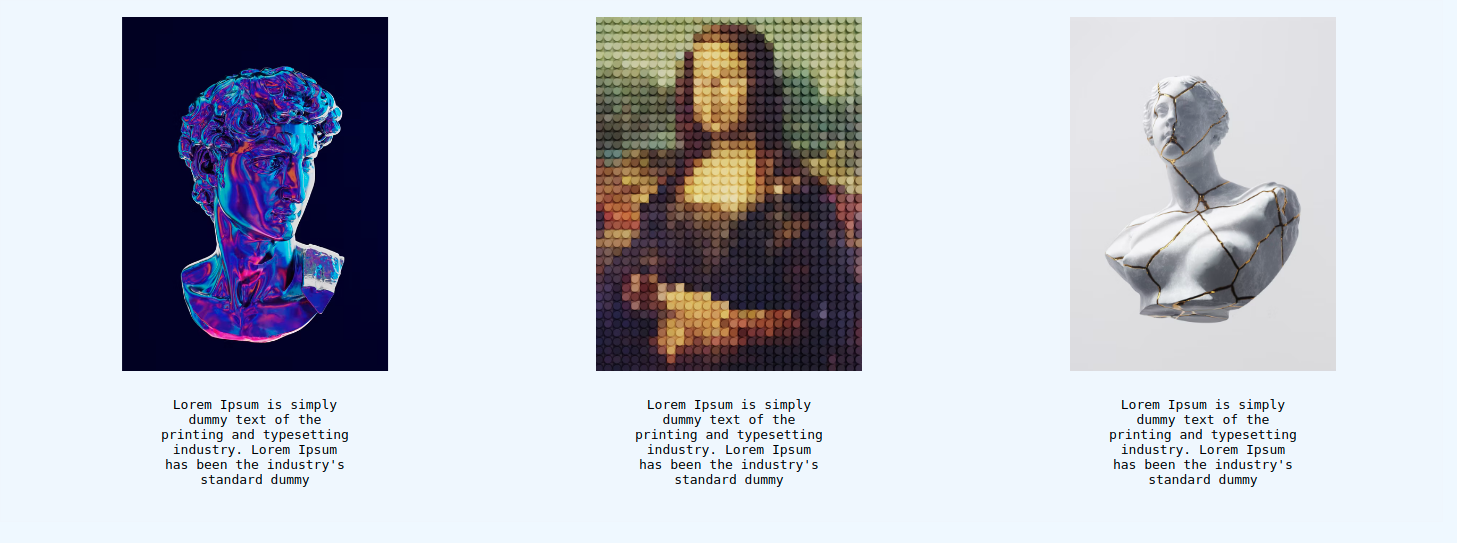 Lorem Ipsum is simply
dummy text of the
printing and typesetting
industry. Lorem Ipsum
has been the industry's
standard dummy
Lorem Ipsum is simply
dummy text of the
printing and typesetting
industry. Lorem Ipsum
has been the industry's
standard dummy
Lorem Ipsum is simply
dummy text of the
printing and typesetting
industry. Lorem Ipsum
has been the industry's
standard dummy